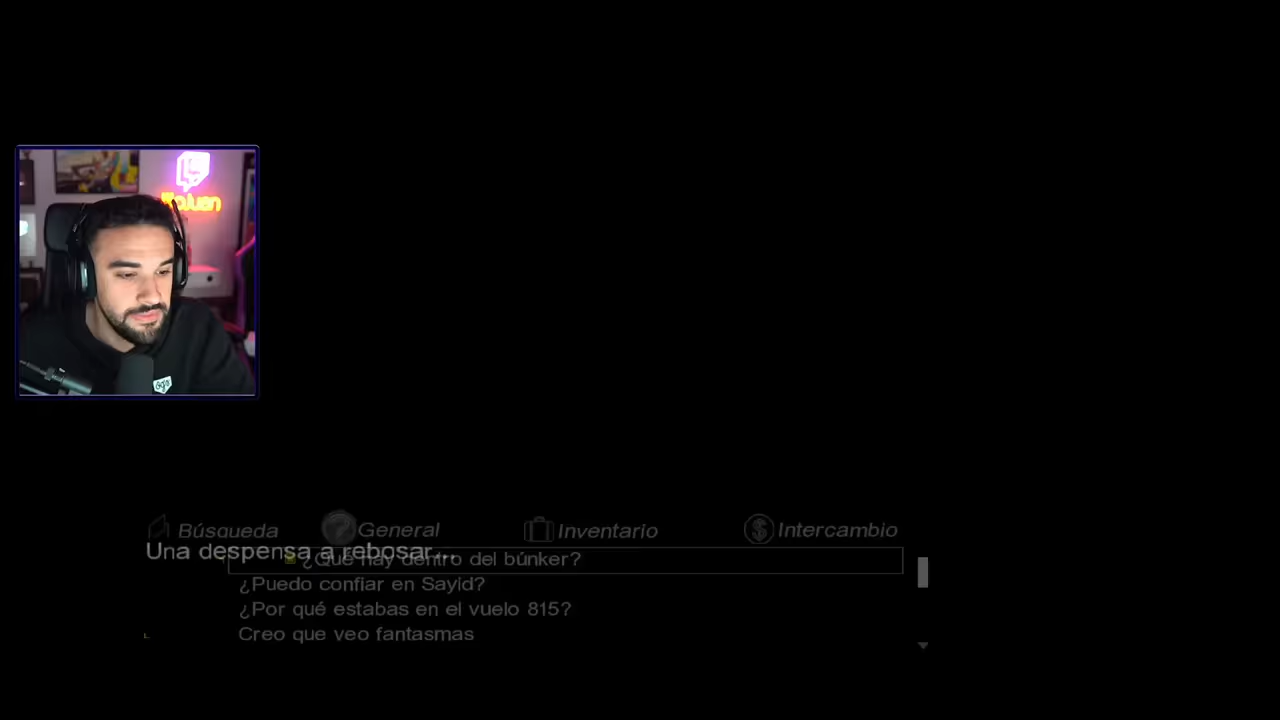 IlloJuan
Búsqueda
General
Inventario
Intercambio
Una despensa a rebosar...
¿Qué hay dentro del búnker?
¿Puedo confiar en Sayid?
¿Por qué estabas en el vuelo 815?
Creo que veo fantasmas